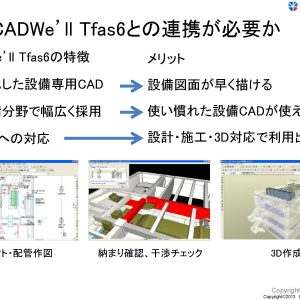 CADWe'll Tfas6との連携が必要か
e'll Tfas6の特徴
メリット
した設備専用CAD
設備図面が早く描ける
分野で幅広く採用
使い慣れた設備CADが使え
への対応
設計・施工・3D対応で利用
ト・配管作図
納まり確認、干渉チェック
3D作成
Copyright
Copyright©2013